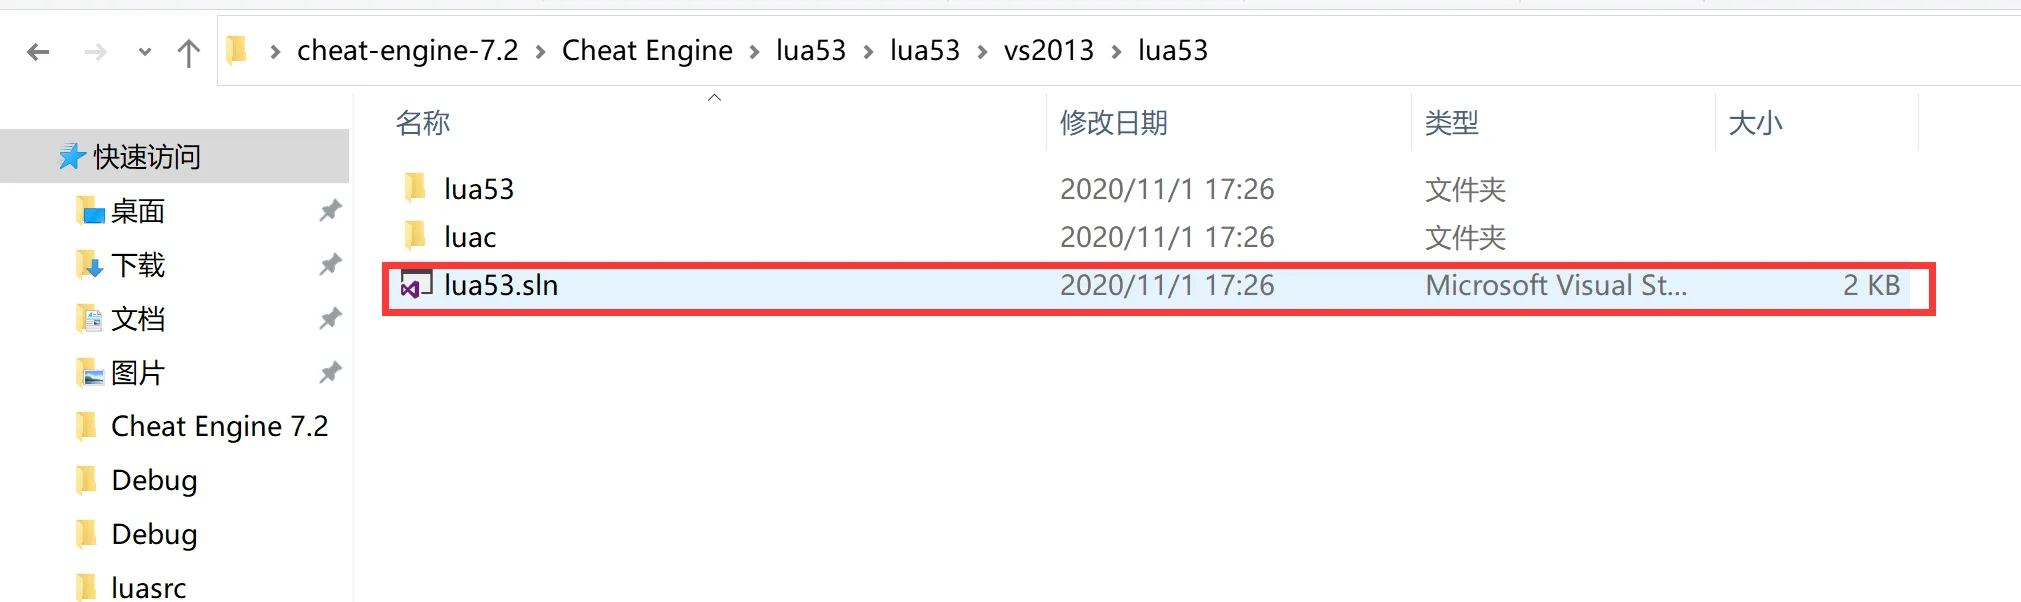 cheat-engine-7.2 > Cheat Engine > lua53 > lua53 > vs2013 > lua53
名称 修改日期 类型 大小
快速访问
桌面
下载
文档
图片
Cheat Engine 7.2
Debug
Debug
luasrc
lua53 2020/11/1 17:26 文件夹
luac 2020/11/1 17:26 文件夹
lua53.sln 2020/11/1 17:26 Microsoft Visual St... 2 KB